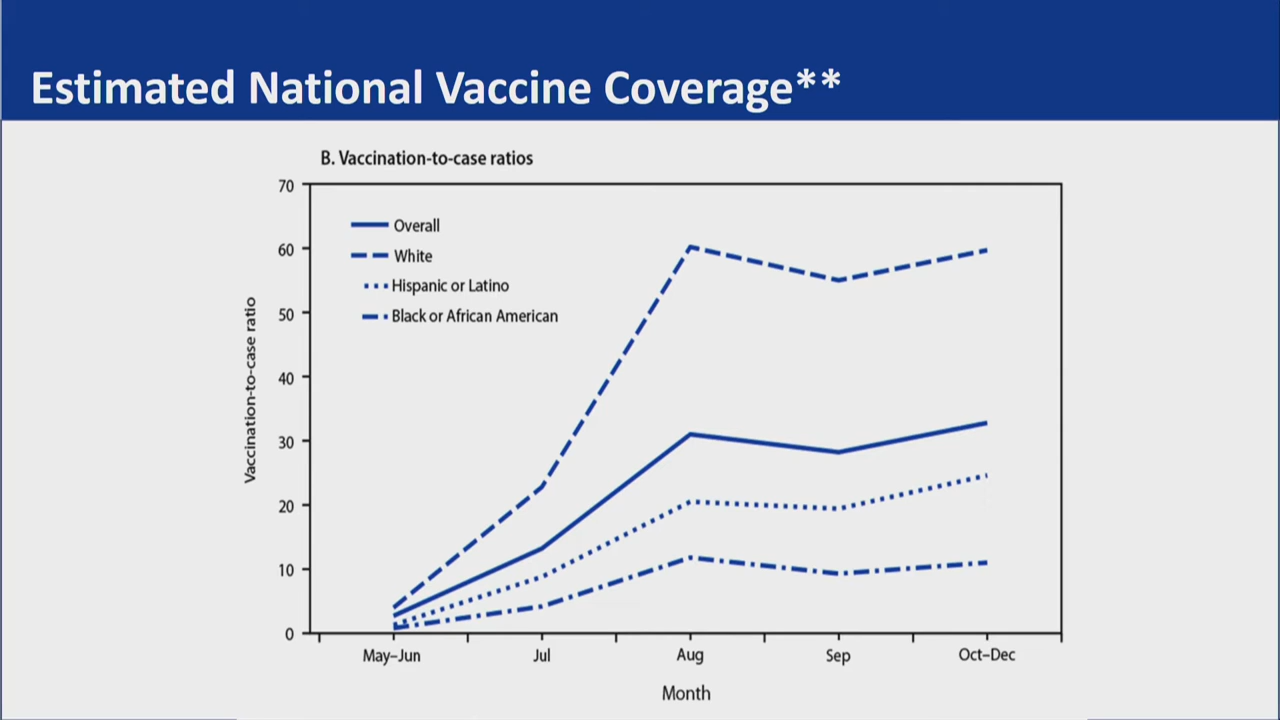 Estimated National Vaccine Coverage**
B. Vaccination-to-case ratios
70
60
50
40
30
20
10
0
Vaccination-to-case ratio
Overall
White
Hispanic or Latino
Black or African American
May–Jun
Jul
Aug
Sep
Oct–Dec
Month